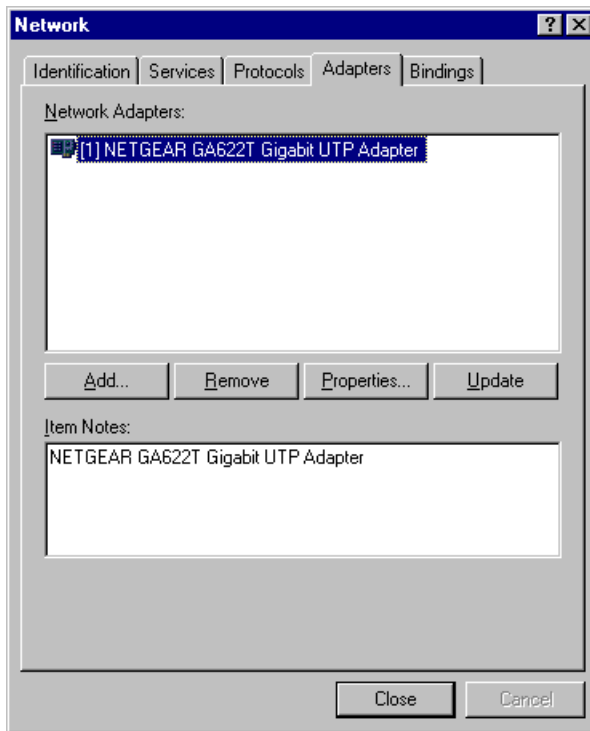 Network
Identification Services Protocols Adapters Bindings
Network Adapters:
[1] NETGEAR GA622T Gigabit UTP Adapter
Add... Remove Properties... Update
Item Notes:
NETGEAR GA622T Gigabit UTP Adapter
Close Cancel